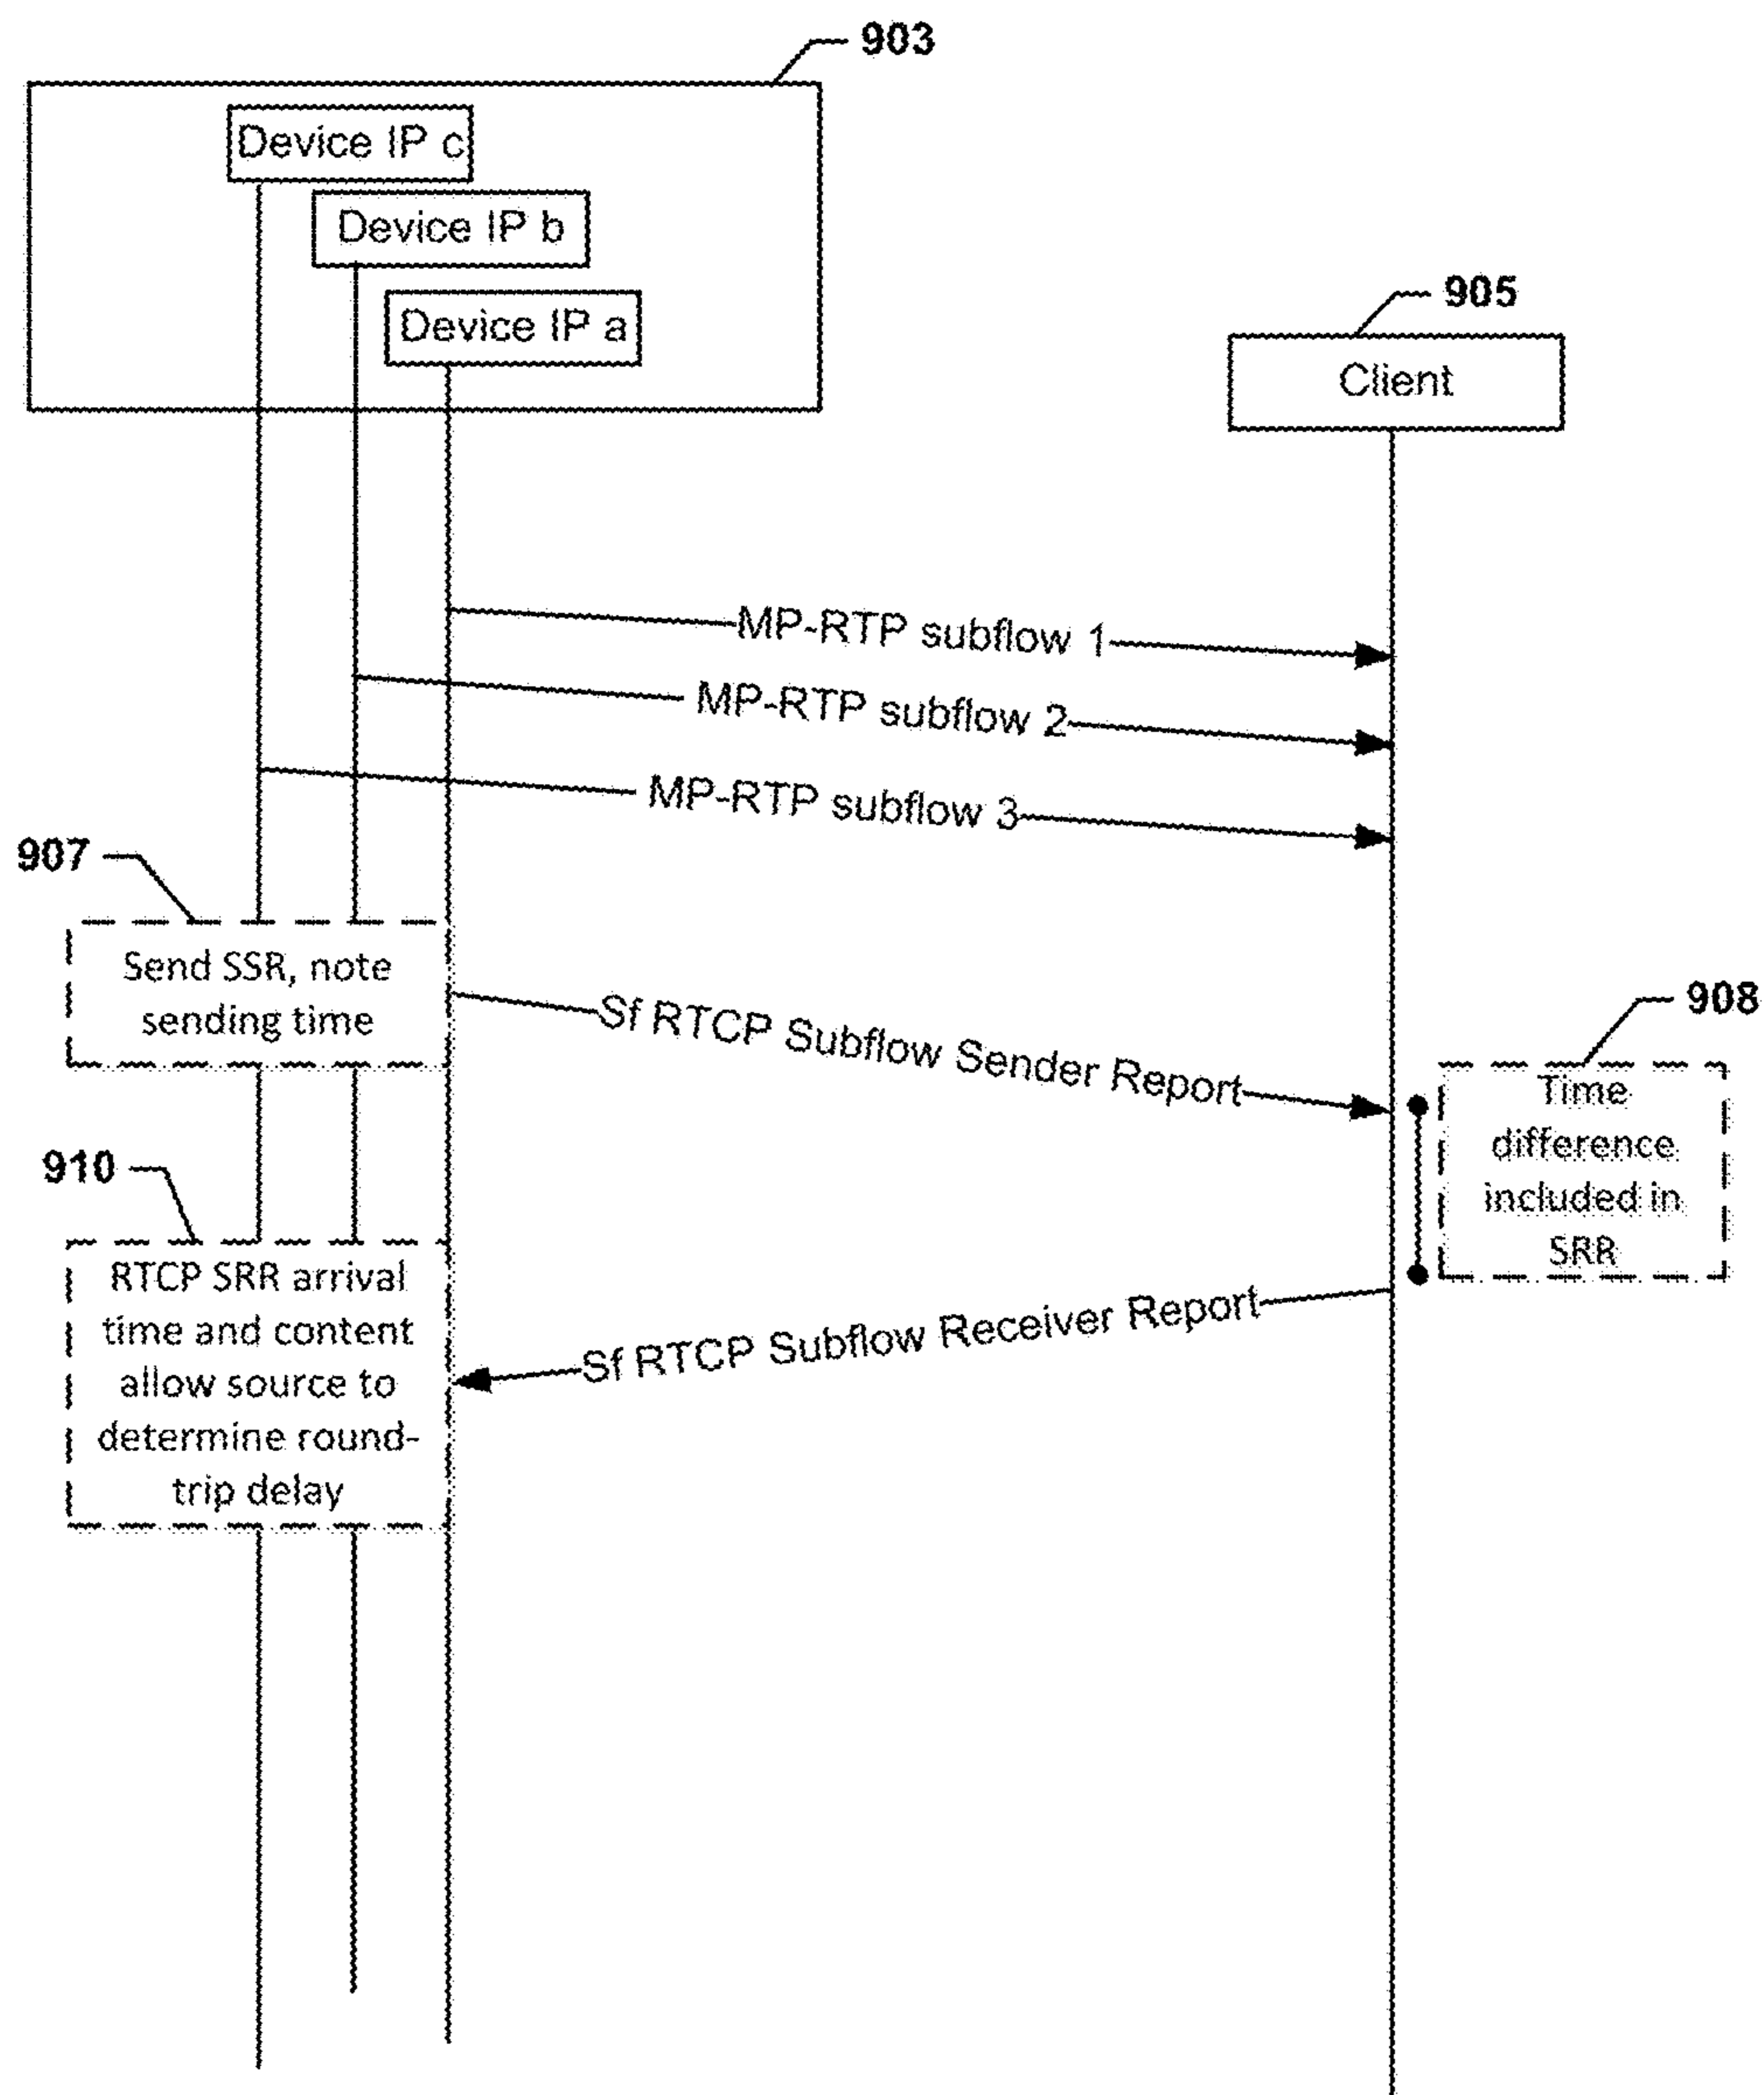 903
Device IP c
Device IP b
Device IP a
905
Client
MP-RTP subflow 1
MP-RTP subflow 2
MP-RTP subflow 3
907
Send SSR, note
sending time
Sf RTCP Subflow Sender Report
908
Time
difference
included in
SRR
910
RTCP SRR arrival
time and content
allow source to
determine round-
trip delay
Sf RTCP Subflow Receiver Report